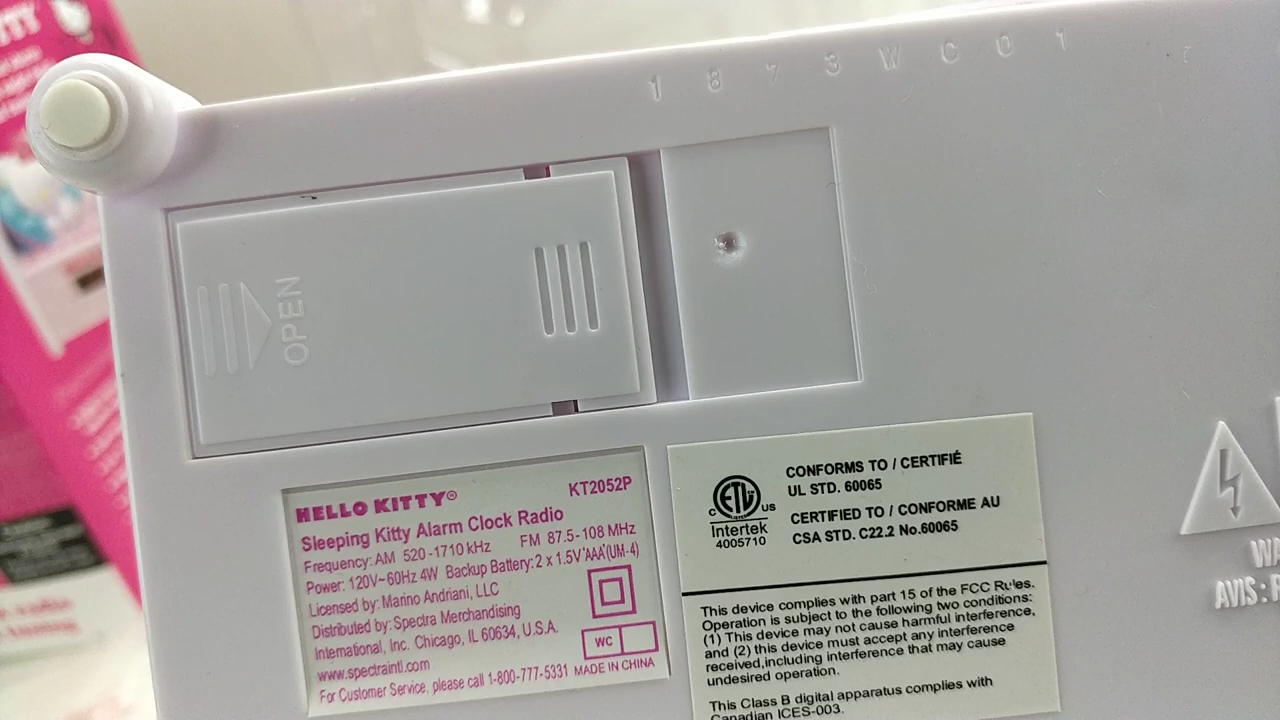 1 8 7 3 W C 0 1
OPEN
HELLO KITTY® KT2052P
Sleeping Kitty Alarm Clock Radio
Frequency: AM 520-1710 kHz FM 87.5-108 MHz
Power: 120V~60Hz 4W Backup Battery: 2 x 1.5V "AAA" (UM-4)
Licensed by: Marino Andriani, LLC
Distributed by: Spectra Merchandising
International, Inc. Chicago, IL 60634, U.S.A.
WC
www.spectraintl.com
For Customer Service, please call 1-800-777-5331 MADE IN CHINA
C ETL US
Intertek
4005710
CONFORMS TO / CERTIFIÉ
UL STD. 60065
CERTIFIED TO / CONFORME AU
CSA STD. C22.2 No.60065
This device complies with part 15 of the FCC Rules.
Operation is subject to the following two conditions:
(1) This device may not cause harmful interference,
and (2) this device must accept any interference
received,including interference that may cause
undesired operation.
This Class B digital apparatus complies with
Canadian ICES-003.
AVIS: